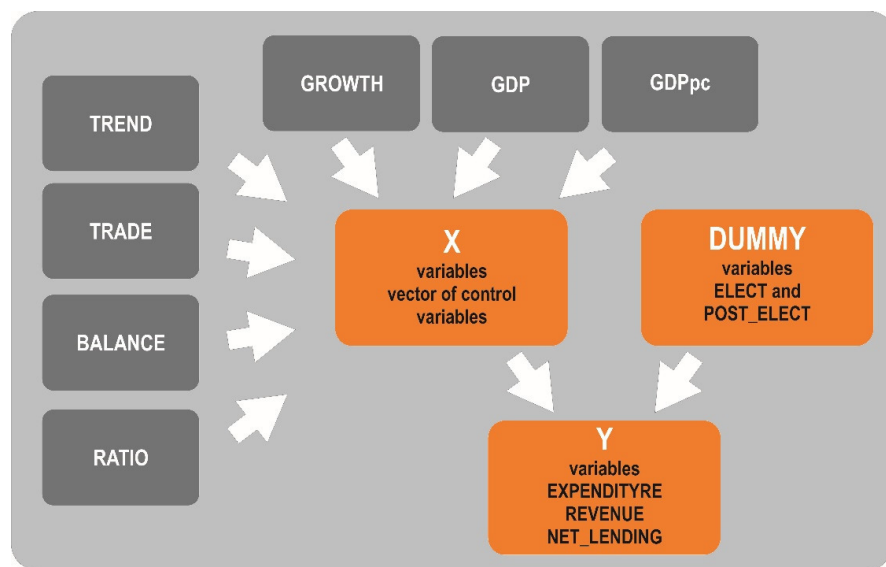 GROWTH
GDP
GDPpc
TREND
TRADE
BALANCE
RATIO
X
variables
vector of control
variables
DUMMY
variables
ELECT and
POST_ELECT
Y
variables
EXPENDITYRE
REVENUE
NET_LENDING